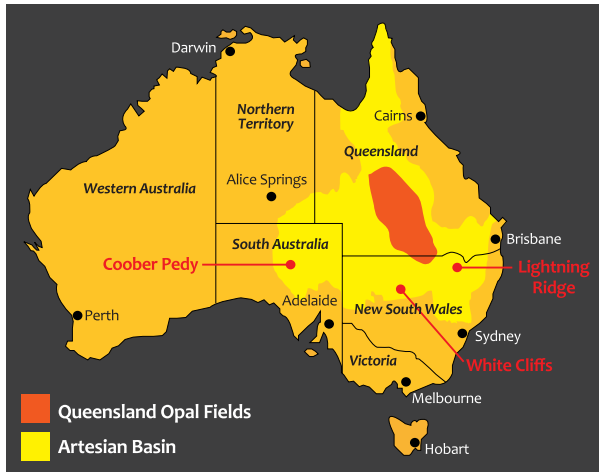 Darwin
Northern
Territory
Cairns
Queensland
Western Australia
Alice Springs
South Australia
Brisbane
Coober Pedy
Lightning
Ridge
Adelaide
New South Wales
Perth
Sydney
Victoria
White Cliffs
Melbourne
Queensland Opal Fields
Artesian Basin
Hobart